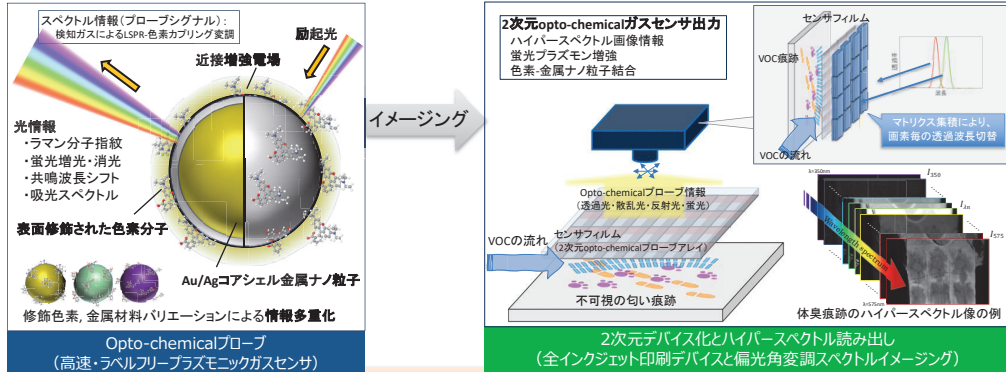 スペクトル情報(プローブシグナル):
検知ガスによるLSPR-色素カプリング変調
励起光
近接増強電場
光情報
・ラマン分子指紋
・蛍光増光・消光
・共鳴波長シフト
・吸光スペクトル
表面修飾された色素分子
Au/Agコアシェル金属ナノ粒子
修飾色素, 金属材料バリエーションによる情報多重化
Opto-chemicalプローブ
(高速・ラベルフリープラズモニックガスセンサ)
イメージング
2次元opto-chemicalガスセンサ出力
ハイパースペクトル画像情報
蛍光プラズモン増強
色素-金属ナノ粒子結合
センサフィルム
VOC痕跡
透過率
波長
マトリクス集積により、
画素毎の透過波長切替
VOCの流れ
Opto-chemicalプローブ情報
(透過光・散乱光・反射光・蛍光)
センサフィルム
(2次元opto-chemicalプローブアレイ)
VOCの流れ
不可視の匂い痕跡
λ=350nm
I350
Iλn
I575
Wavelength spectrum
λ=575nm
体臭痕跡のハイパースペクトル像の例
2次元デバイス化とハイパースペクトル読み出し
(全インクジェット印刷デバイスと偏光角変調スペクトルイメージング)